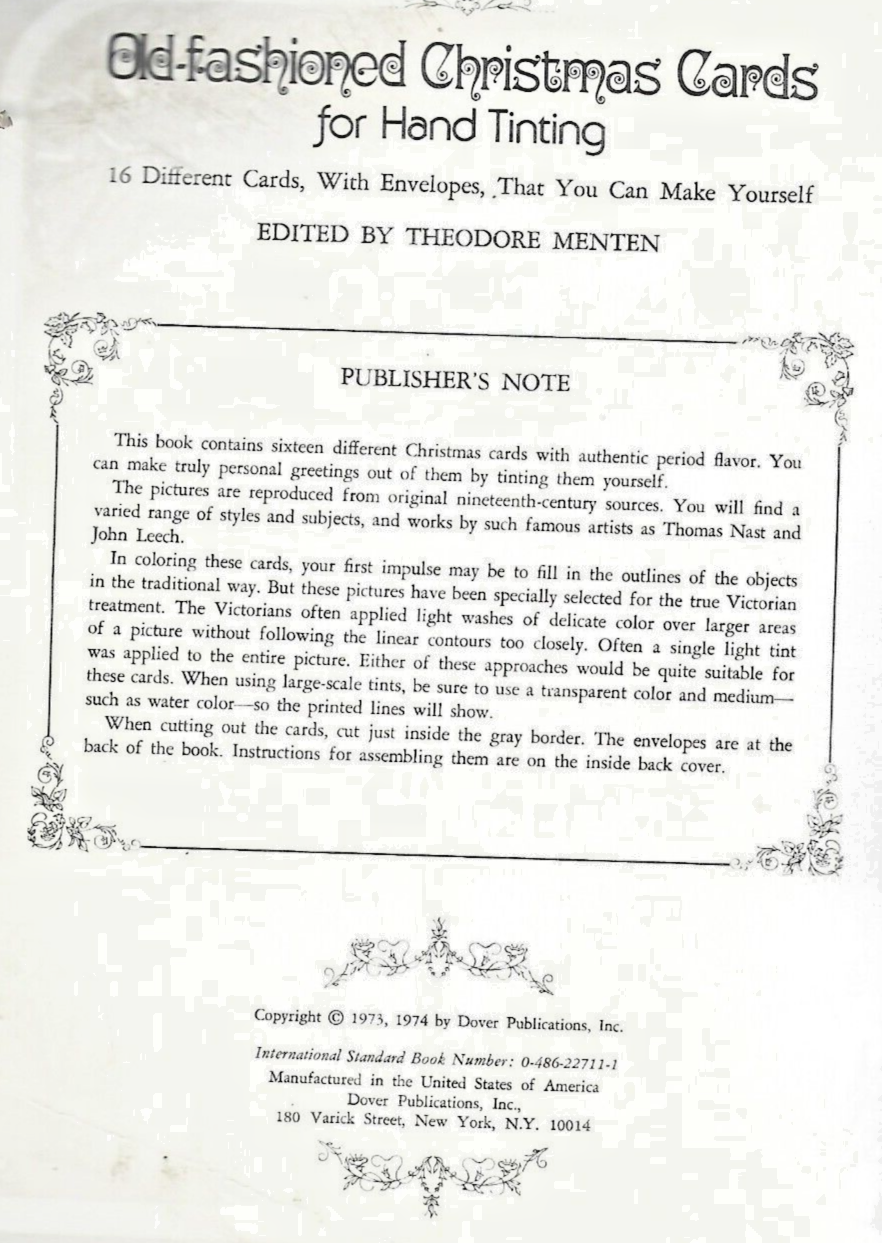 Old-fashioned Christmas Cards
for Hand Tinting
16 Different Cards, With Envelopes, That You Can Make Yourself
EDITED BY THEODORE MENTEN
PUBLISHER'S NOTE
This book contains sixteen different Christmas cards with authentic period flavor. You
can make truly personal greetings out of them by tinting them yourself.
The pictures are reproduced from original nineteenth-century sources. You will find a
varied range of styles and subjects, and works by such famous artists as Thomas Nast and
John Leech.
In coloring these cards, your first impulse may be to fill in the outlines of the objects
in the traditional way. But these pictures have been specially selected for the true Victorian
treatment. The Victorians often applied light washes of delicate color over larger areas
of a picture without following the linear contours too closely. Often a single light tint
was applied to the entire picture. Either of these approaches would be quite suitable for
these cards. When using large-scale tints, be sure to use a transparent color and medium—
such as water color—so the printed lines will show.
When cutting out the cards, cut just inside the gray border. The envelopes are at the
back of the book. Instructions for assembling them are on the inside back cover.
Copyright © 1973, 1974 by Dover Publications, Inc.
International Standard Book Number: 0-486-22711-1
Manufactured in the United States of America
Dover Publications, Inc.,
180 Varick Street, New York, N.Y. 10014